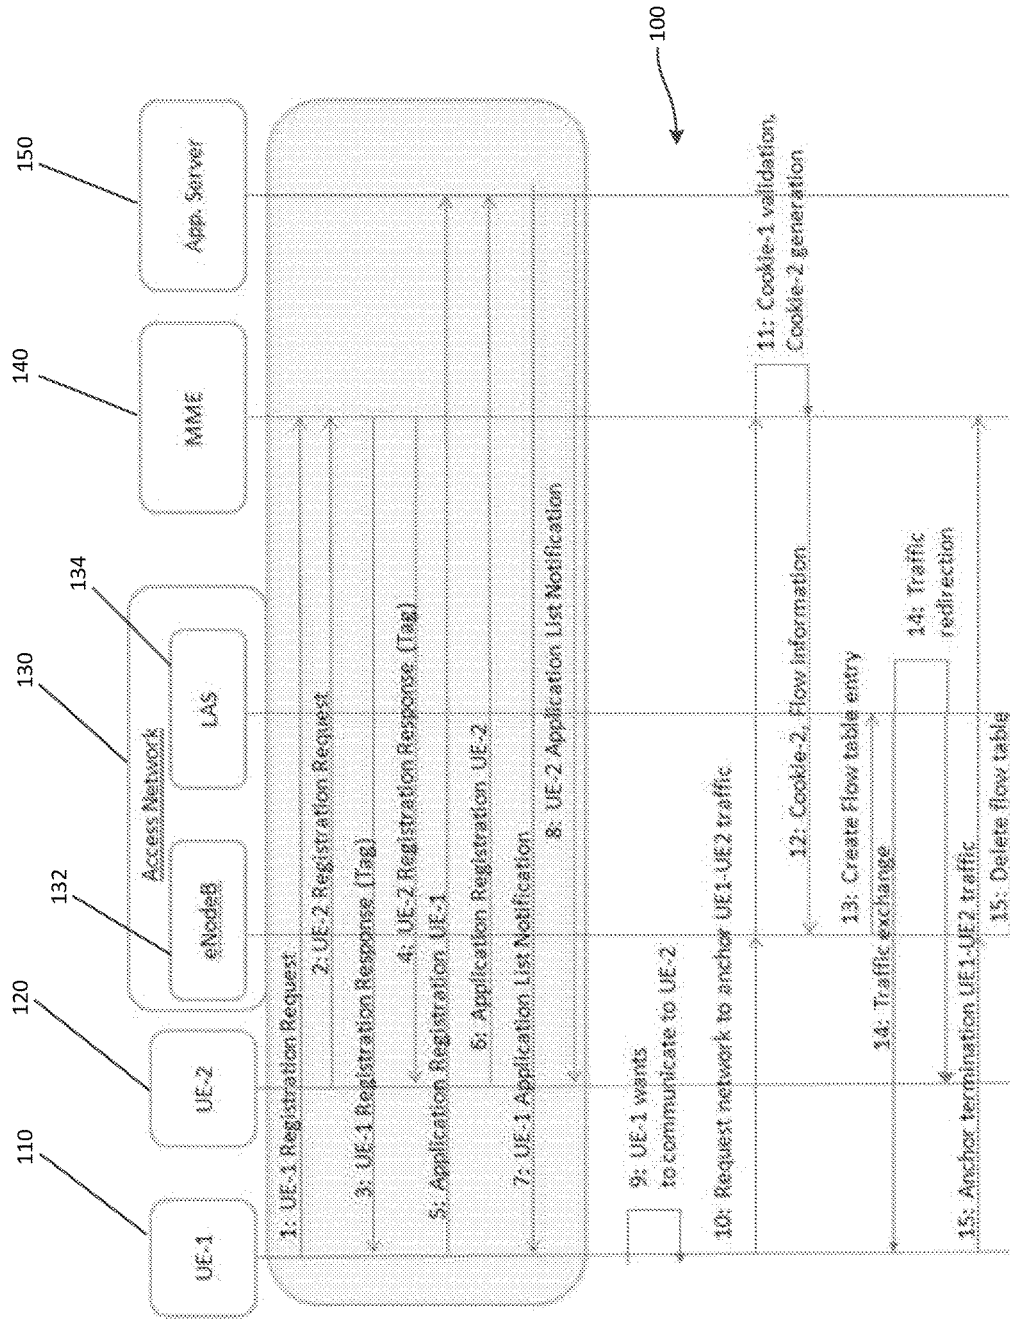 110
120
130
132
134
140
150
UE-1
UE-2
Access Network
eNodeB
LAS
MME
App. Server
1: UE-1 Registration Request
2: UE-2 Registration Request
3: UE-1 Registration Response (Tag)
4: UE-2 Registration Response (Tag)
5: Application Registration UE-1
6: Application Registration UE-2
7: UE-1 Application List Notification
8: UE-2 Application List Notification
9: UE-1 wants
to communicate to UE-2
100
10: Request network to anchor UE1-UE2 traffic
11: Cookie-1 validation,
Cookie-2 generation
12: Cookie-2, Flow information
13: Create Flow table entry
14: Traffic exchange
14: Traffic
redirection
15: Anchor termination UE1-UE2 traffic
15: Delete flow table